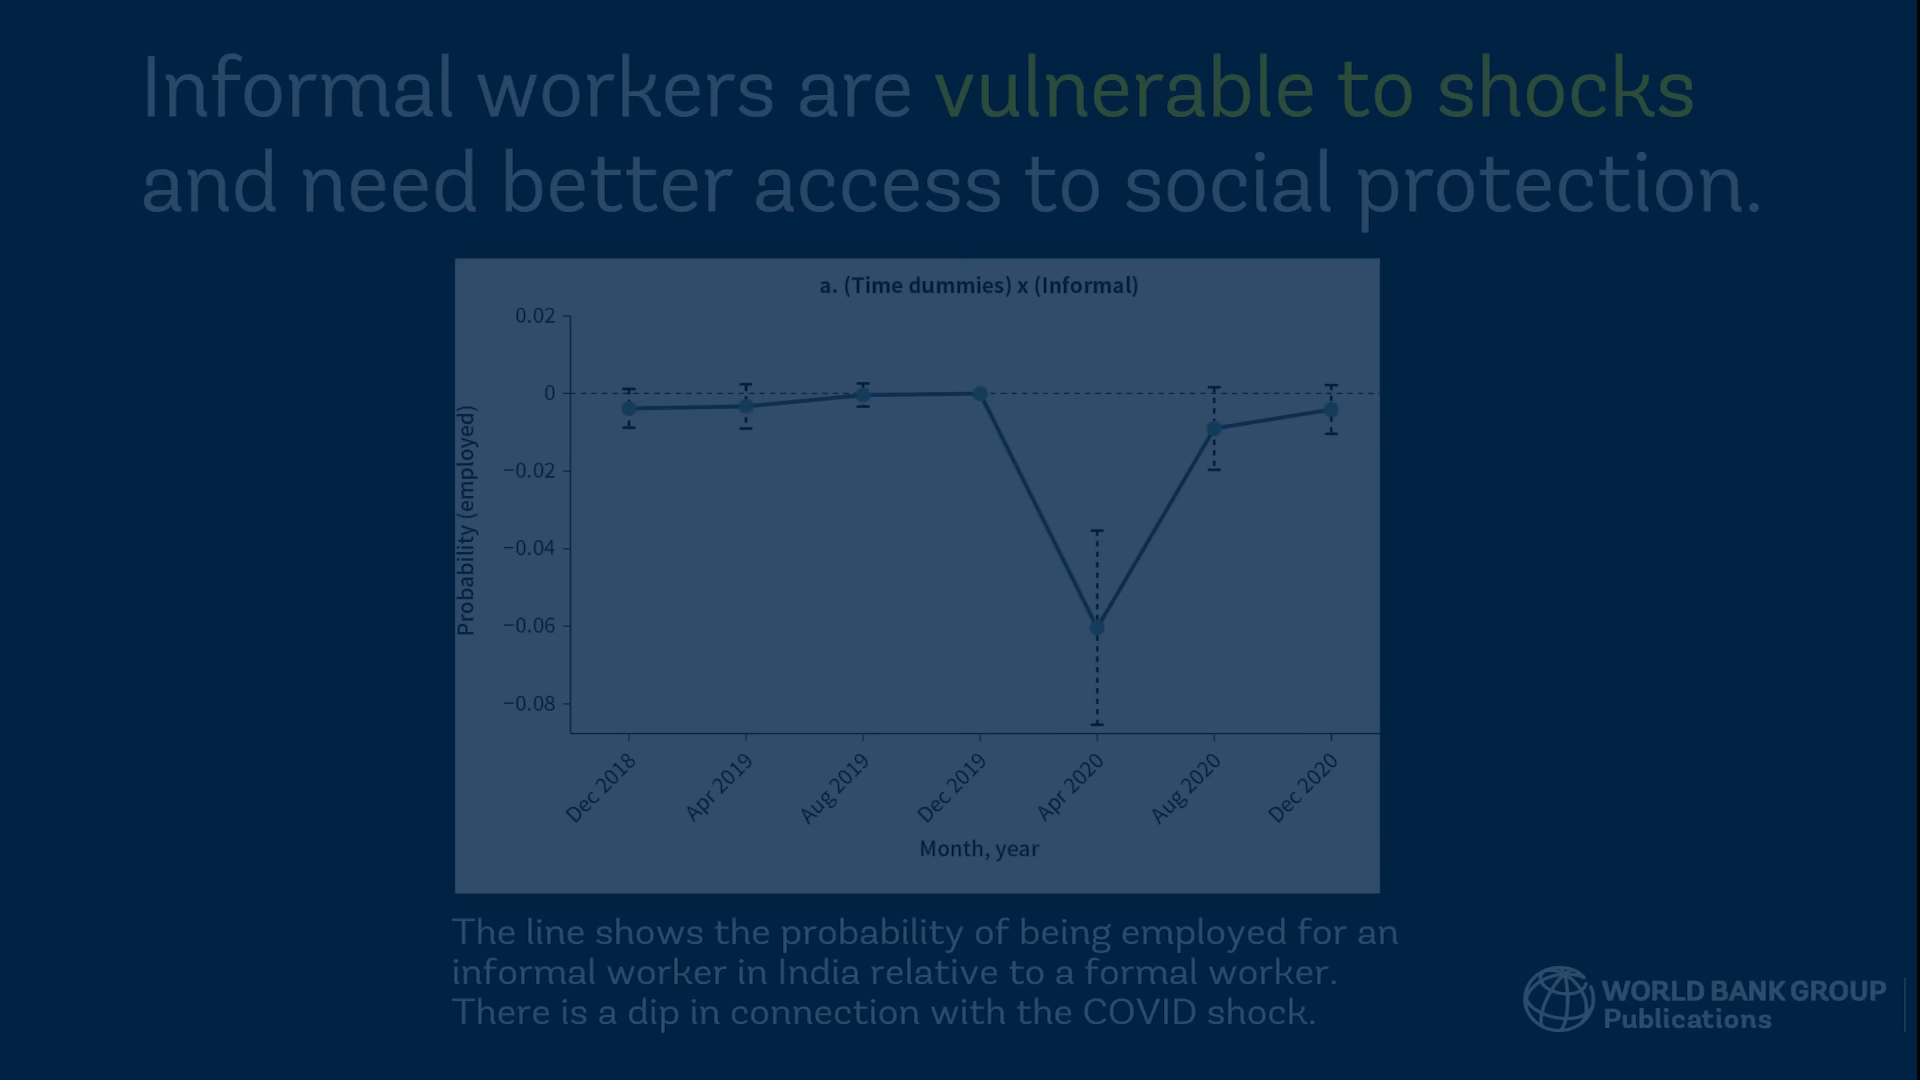 Informal workers are vulnerable to shocks
and need better access to social protection.
a. (Time dummies) x (Informal)
Probability (employed)
0.02
0
−0.02
−0.04
−0.06
−0.08
Dec 2018
Apr 2019
Aug 2019
Dec 2019
Apr 2020
Aug 2020
Dec 2020
Month, year
The line shows the probability of being employed for an
informal worker in India relative to a formal worker.
There is a dip in connection with the COVID shock.
WORLD BANK GROUP
Publications